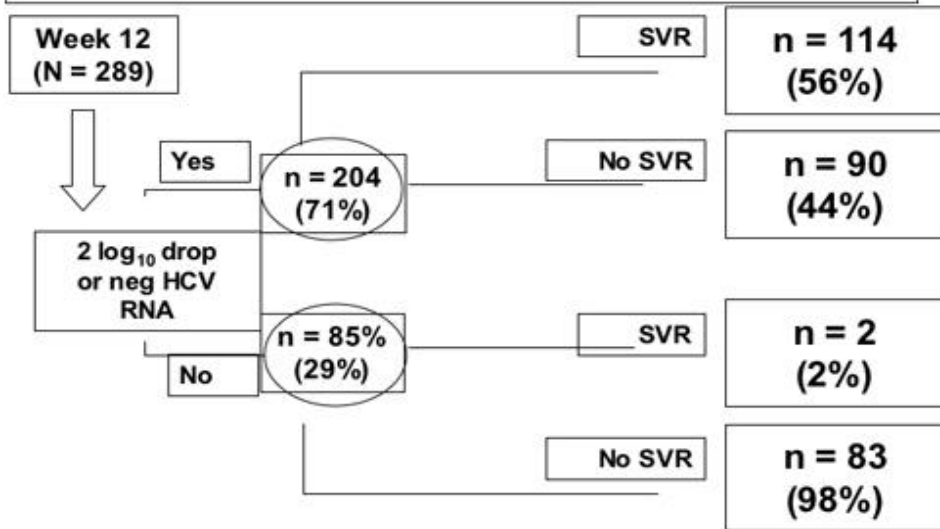 Week 12
(N = 289)
SVR
n = 114
(56%)
Yes
n = 204
(71%)
No SVR
n = 90
(44%)
2 log₁₀ drop
or neg HCV
RNA
n = 85%
(29%)
No
SVR
n = 2
(2%)
No SVR
n = 83
(98%)